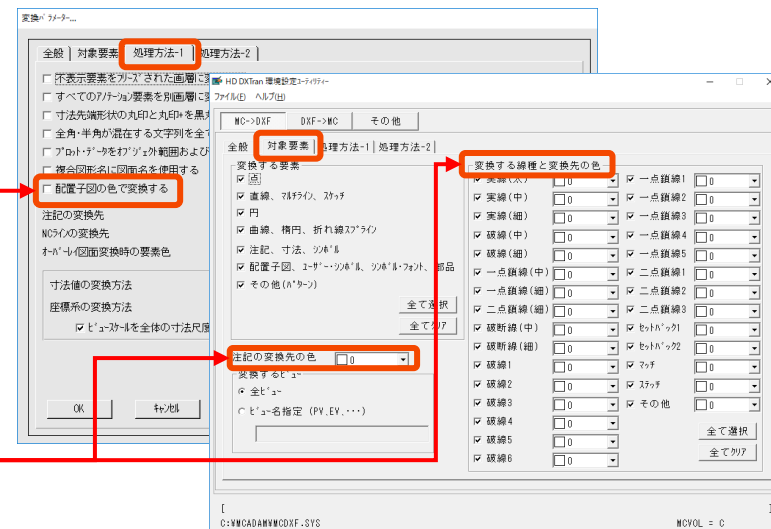 変換ﾊﾟﾗﾒｰﾀｰ...
全般
対象要素
処理方法-1
処理方法-2
不表示要素をﾌﾘｰｽﾞされた画層に変
すべてのｱﾉﾃｰｼｮﾝ要素を別画層に変
寸法先端形状の丸印と丸印+を黒丸
全角・半角が混在する文字列を全て
ﾌﾟﾛｯﾄ・ﾃﾞｰﾀをｵﾌﾞｼﾞｪｸﾄ範囲および
複合図形名に図面名を使用する
配置子図の色で変換する
注記の変換先
NCﾗｲﾝの変換先
ｵｰﾊﾞｰﾚｲ図面変換時の要素色
寸法値の変換方法
座標系の変換方法
ﾋﾞｭｰｽｹｰﾙを全体の寸法尺度
OK
ｷｬﾝｾﾙ
HD DXTran 環境設定ﾕｰﾃｨﾘﾃｨｰ
ﾌｧｲﾙ(F) ﾍﾙﾌﾟ(H)
MC->DXF
DXF->MC
その他
全般
対象要素
処理方法-1
処理方法-2
変換する要素
点
直線、ﾏﾙﾁﾗｲﾝ、ｽｹｯﾁ
円
曲線、楕円、折れ線ｽﾌﾟﾗｲﾝ
注記、寸法、ｼﾝﾎﾞﾙ
配置子図、ﾕｰｻﾞｰ・ｼﾝﾎﾞﾙ、ｼﾝﾎﾞﾙ・ﾌｫﾝﾄ、部品
その他(ﾊﾟﾀｰﾝ)
全て選択
全てｸﾘｱ
注記の変換先の色
0
変換するﾋﾞｭｰ
全ﾋﾞｭｰ
ﾋﾞｭｰ名指定 (PV,EV,・・・)
変換する線種と変換先の色
実線(太) 0 一点鎖線1 0
実線(中) 0 一点鎖線2 0
実線(細) 0 一点鎖線3 0
破線(中) 0 一点鎖線4 0
破線(細) 0 一点鎖線5 0
一点鎖線(中) 0 二点鎖線1 0
一点鎖線(細) 0 二点鎖線2 0
二点鎖線(細) 0 二点鎖線3 0
破断線(中) 0 ｾｯﾄﾊﾞｯｸ1 0
破断線(細) 0 ｾｯﾄﾊﾞｯｸ2 0
破線1 0 ﾏｯﾁ 0
破線2 0 ｽﾃｯﾁ 0
破線3 0 その他 0
破線4 0
破線5 0
破線6 0
全て選択
全てｸﾘｱ
[ ]
C:¥MCADAM¥MCDXF.SYS
MCVOL = C